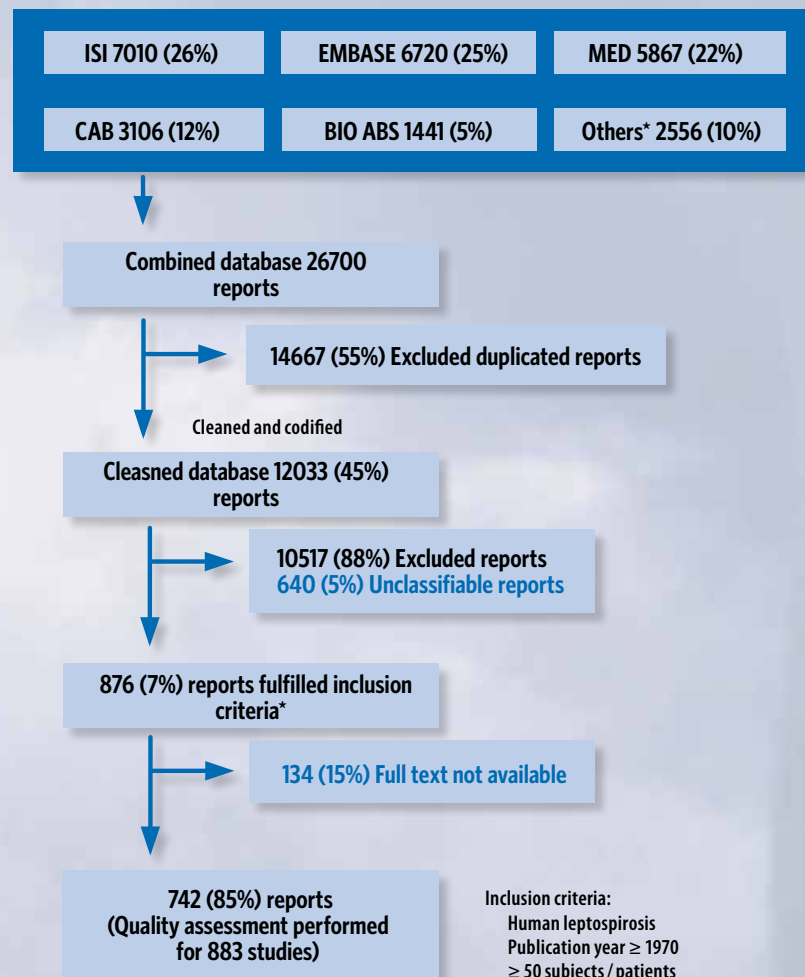 ISI 7010 (26%)
EMBASE 6720 (25%)
MED 5867 (22%)
CAB 3106 (12%)
BIO ABS 1441 (5%)
Others* 2556 (10%)
Combined database 26700
reports
14667 (55%) Excluded duplicated reports
Cleaned and codified
Cleasned database 12033 (45%)
reports
10517 (88%) Excluded reports
640 (5%) Unclassifiable reports
876 (7%) reports fulfilled inclusion
criteria*
134 (15%) Full text not available
742 (85%) reports
(Quality assessment performed
for 883 studies)
Inclusion criteria:
Human leptospirosis
Publication year ≥ 1970
≥ 50 subjects / patients